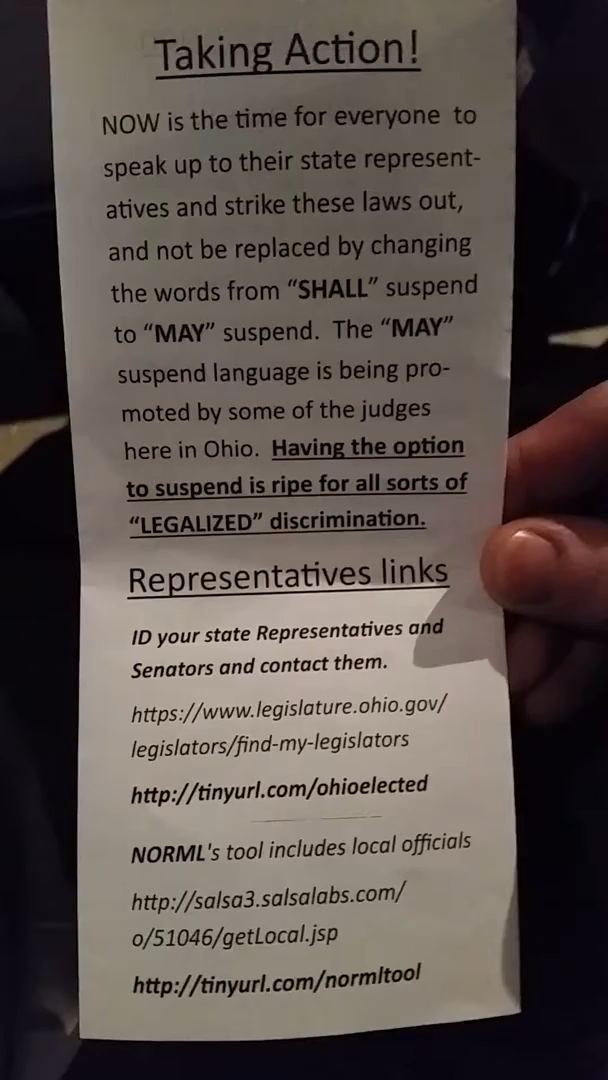 Taking Action!
NOW is the time for everyone to
speak up to their state represent-
atives and strike these laws out,
and not be replaced by changing
the words from “SHALL” suspend
to “MAY” suspend. The “MAY”
suspend language is being pro-
moted by some of the judges
here in Ohio. Having the option
to suspend is ripe for all sorts of
“LEGALIZED” discrimination.
Representatives links
ID your state Representatives and
Senators and contact them.
https://www.legislature.ohio.gov/
legislators/find-my-legislators
http://tinyurl.com/ohioelected
NORML's tool includes local officials
http://salsa3.salsalabs.com/
o/51046/getLocal.jsp
http://tinyurl.com/normltool